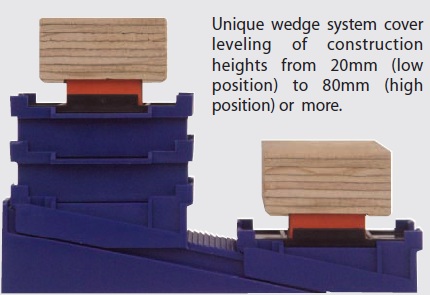 Unique wedge system cover
leveling of construction
heights from 20mm (low
position) to 80mm (high
position) or more.